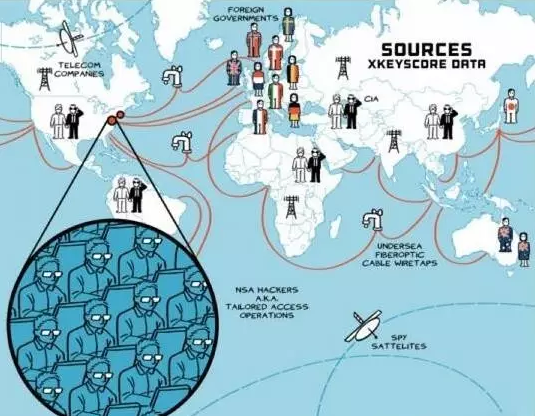 FOREIGN
GOVERNMENTS
SOURCES
XKEYSCORE DATA
TELECOM
COMPANIES
CIA
UNDERSEA
FIBEROPTIC
CABLE WIRETAPS
NSA HACKERS
A.K.A.
TAILORED ACCESS
OPERATIONS
SPY
SATTELITES